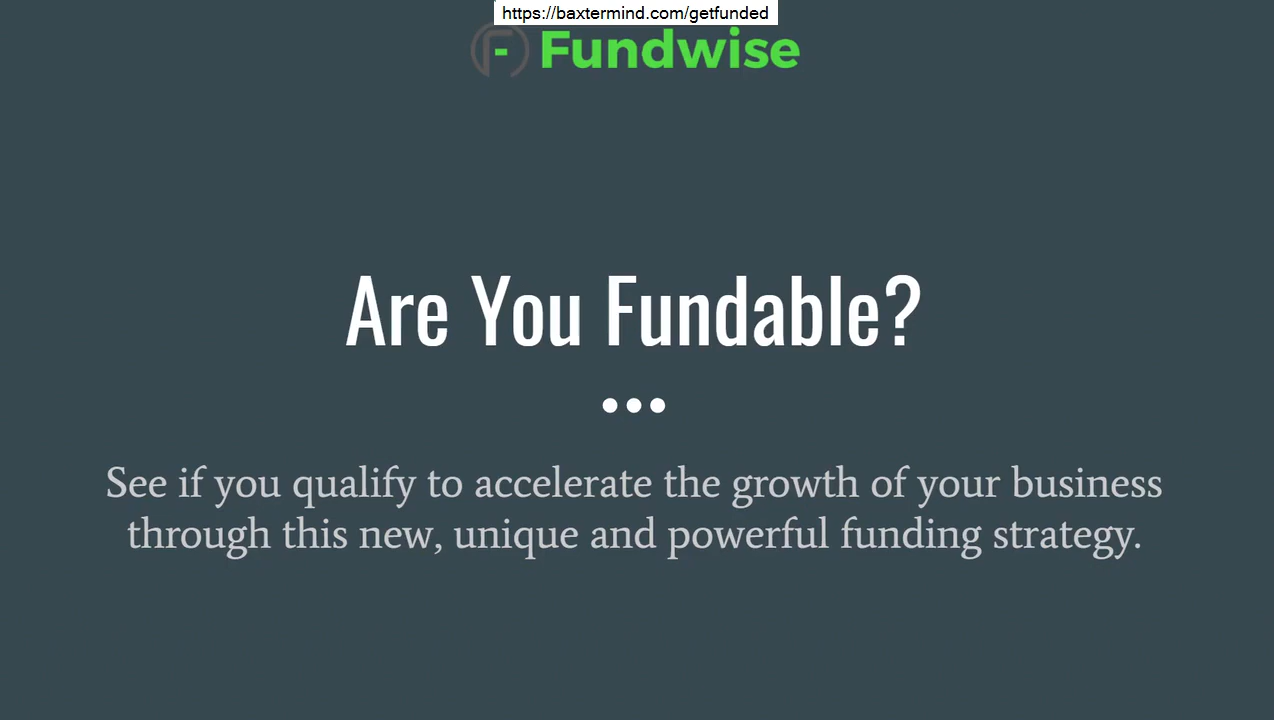 https://baxtermind.com/getfunded
Fundwise
Are You Fundable?
See if you qualify to accelerate the growth of your business
through this new, unique and powerful funding strategy.